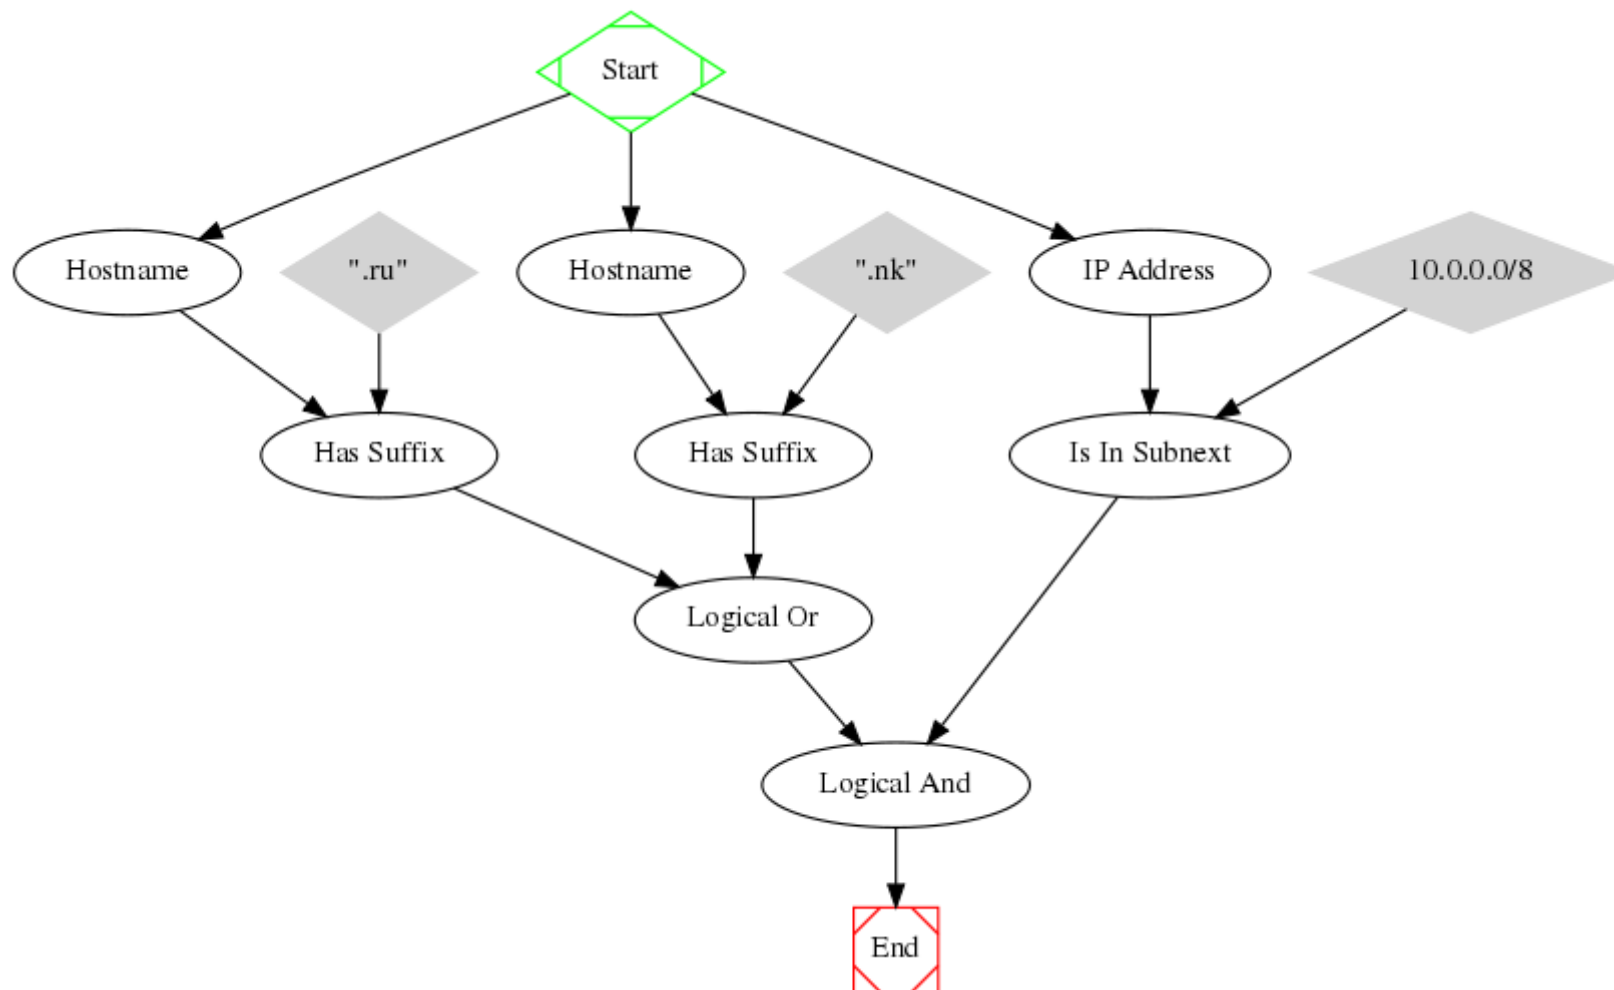 Start
Hostname
".ru"
Hostname
".nk"
IP Address
10.0.0.0/8
Has Suffix
Has Suffix
Is In Subnext
Logical Or
Logical And
End